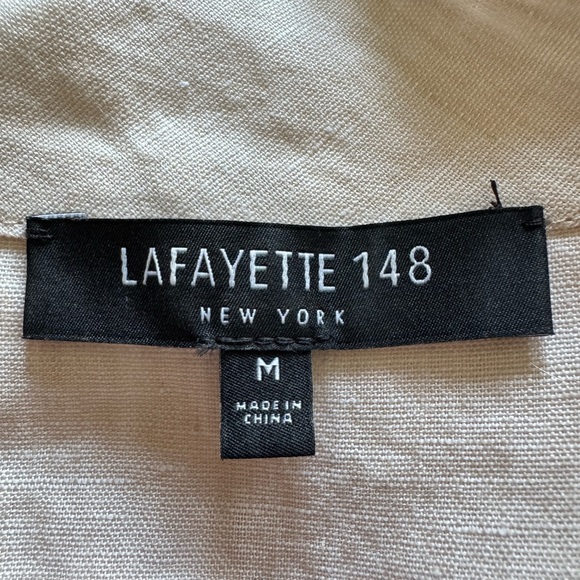 LAFAYETTE 148
NEW YORK
M
MADE IN
CHINA